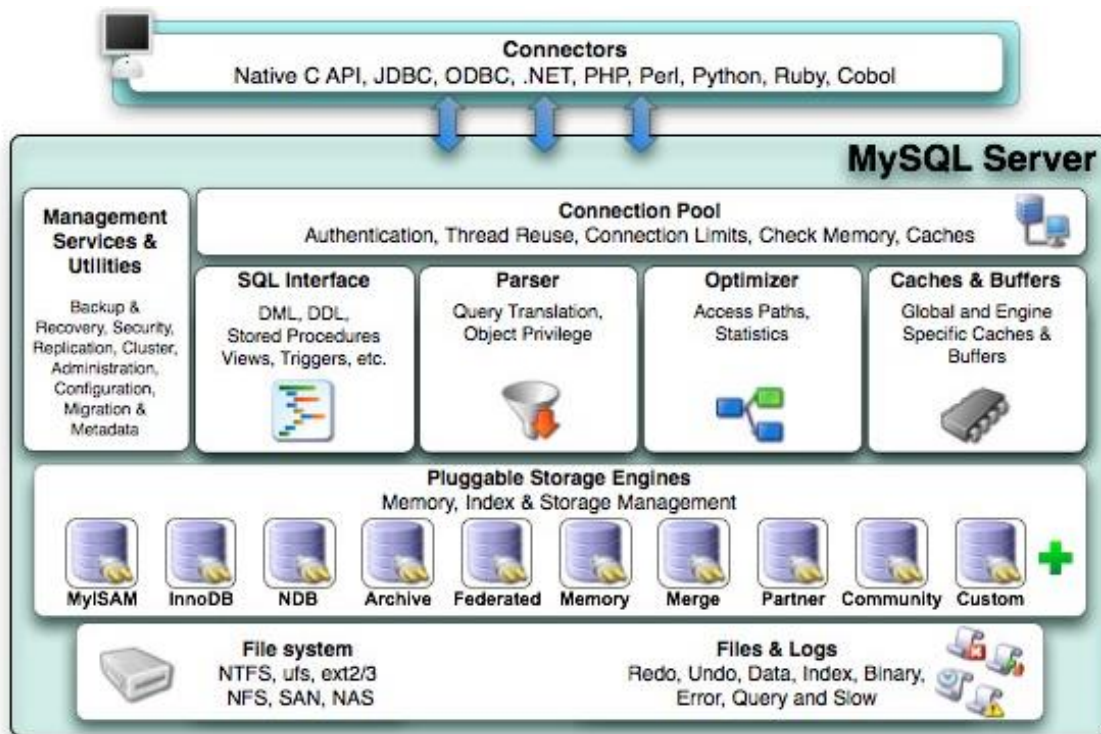 Connectors
Native C API, JDBC, ODBC, .NET, PHP, Perl, Python, Ruby, Cobol
MySQL Server
Management
Services &
Utilities
Backup &
Recovery, Security,
Replication, Cluster,
Administration,
Configuration,
Migration &
Metadata
Connection Pool
Authentication, Thread Reuse, Connection Limits, Check Memory, Caches
SQL Interface
DML, DDL,
Stored Procedures
Views, Triggers, etc.
Parser
Query Translation,
Object Privilege
Optimizer
Access Paths,
Statistics
Caches & Buffers
Global and Engine
Specific Caches &
Buffers
Pluggable Storage Engines
Memory, Index & Storage Management
MyISAM
InnoDB
NDB
Archive
Federated
Memory
Merge
Partner
Community
Custom
File system
NTFS, ufs, ext2/3
NFS, SAN, NAS
Files & Logs
Redo, Undo, Data, Index, Binary,
Error, Query and Slow